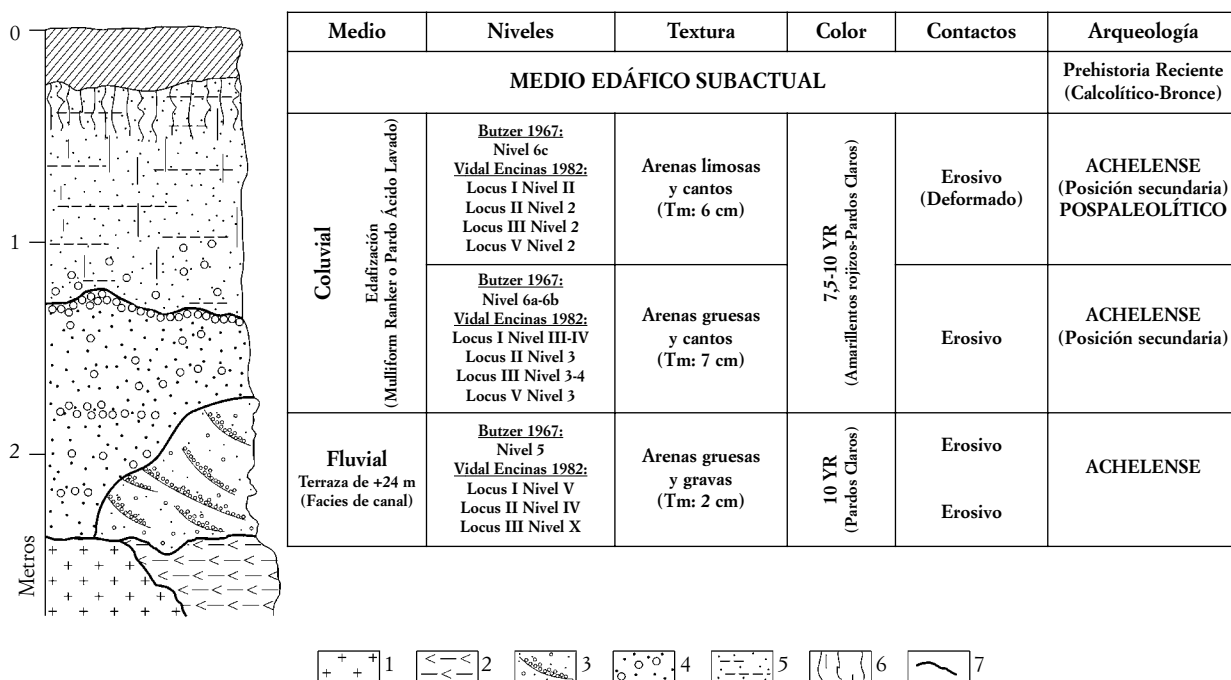 0
1
2
Metros
Medio Niveles Textura Color Contactos Arqueología
MEDIO EDÁFICO SUBACTUAL
Prehistoria Reciente
(Calcolítico-Bronce)
Coluvial
Edafización
(Mulliform Ranker o Pardo Ácido Lavado)
Butzer 1967:
Nivel 6c
Vidal Encinas 1982:
Locus I Nivel II
Locus II Nivel 2
Locus III Nivel 2
Locus V Nivel 2
Arenas limosas
y cantos
(Tm: 6 cm)
7,5-10 YR
(Amarillentos rojizos-Pardos Claros)
Erosivo
(Deformado)
ACHELENSE
(Posición secundaria)
POSPALEOLÍTICO
Butzer 1967:
Nivel 6a-6b
Vidal Encinas 1982:
Locus I Nivel III-IV
Locus II Nivel 3
Locus III Nivel 3-4
Locus V Nivel 3
Arenas gruesas
y cantos
(Tm: 7 cm)
Erosivo
ACHELENSE
(Posición secundaria)
Fluvial
Terraza de +24 m
(Facies de canal)
Butzer 1967:
Nivel 5
Vidal Encinas 1982:
Locus I Nivel V
Locus II Nivel IV
Locus III Nivel X
Arenas gruesas
y gravas
(Tm: 2 cm)
10 YR
(Pardos Claros)
Erosivo
Erosivo
ACHELENSE
1 2 3 4 5 6 7